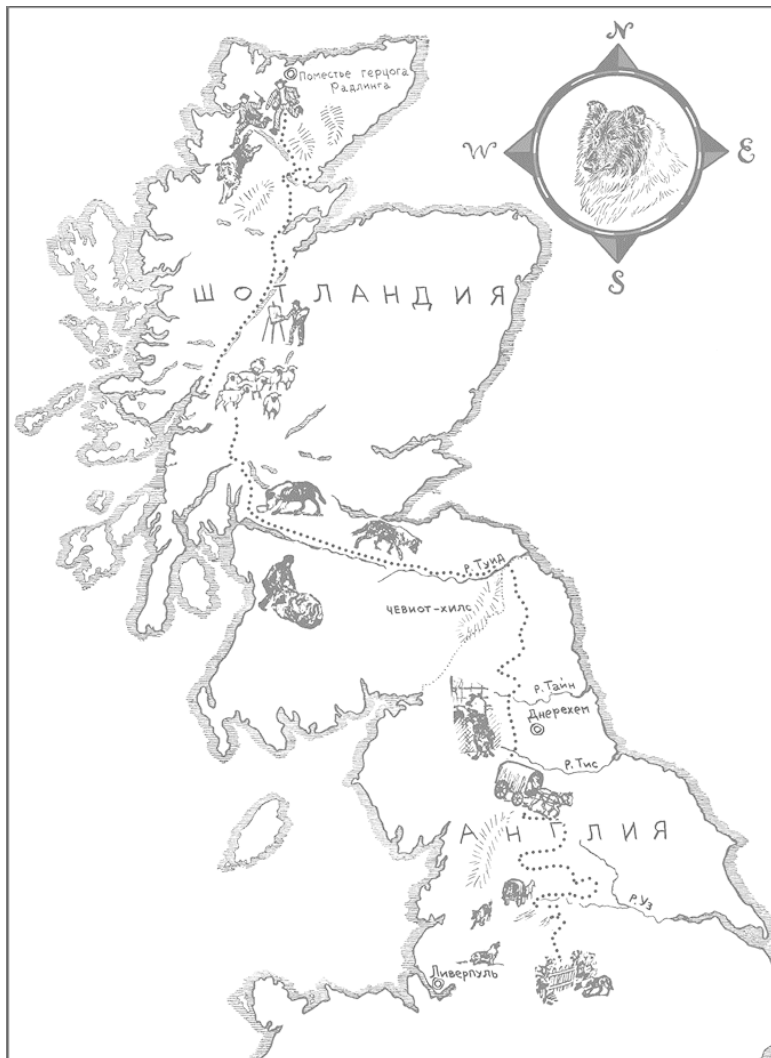 N
Поместье герцога
Радлинга
W
E
S
ШОТЛАНДИЯ
р. Туид
ЧЕВИОТ-ХИЛС
р. Тайн
Днерехем
р. Тис
АНГЛИЯ
р. Уз
Ливерпуль